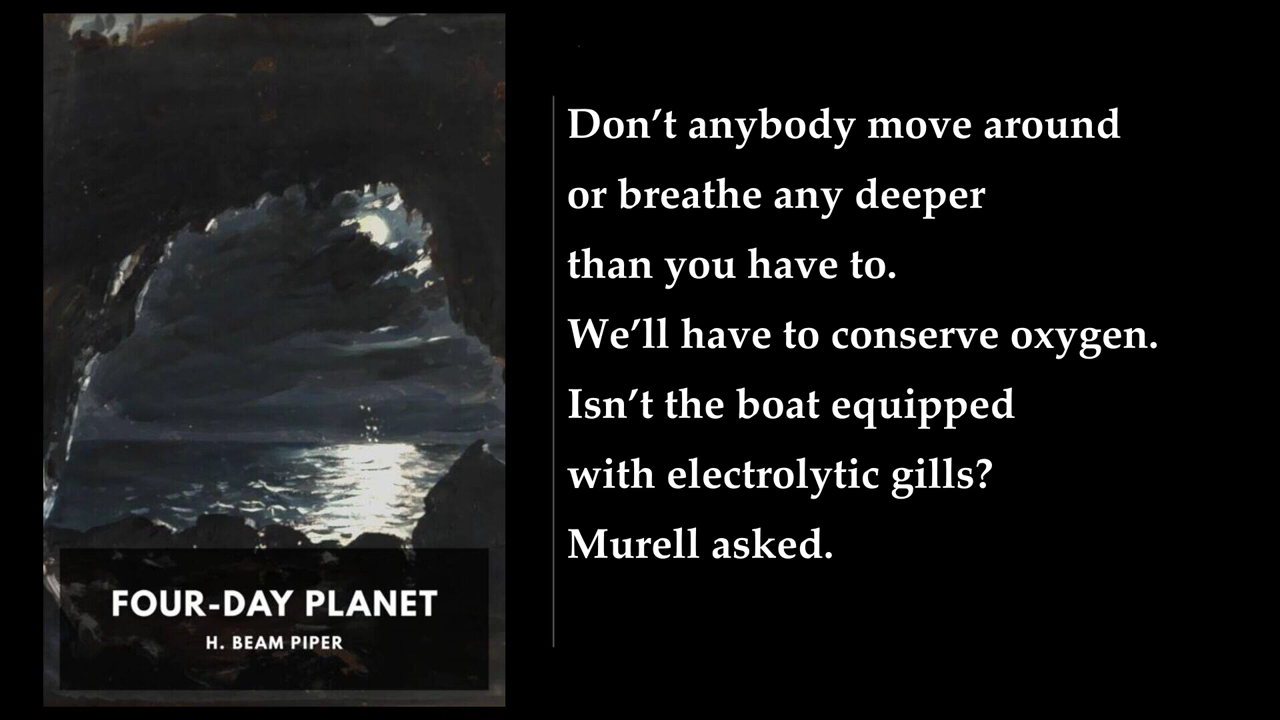 Don’t anybody move around
or breathe any deeper
than you have to.
We’ll have to conserve oxygen.
Isn’t the boat equipped
with electrolytic gills?
Murell asked.
FOUR-DAY PLANET
H. BEAM PIPER